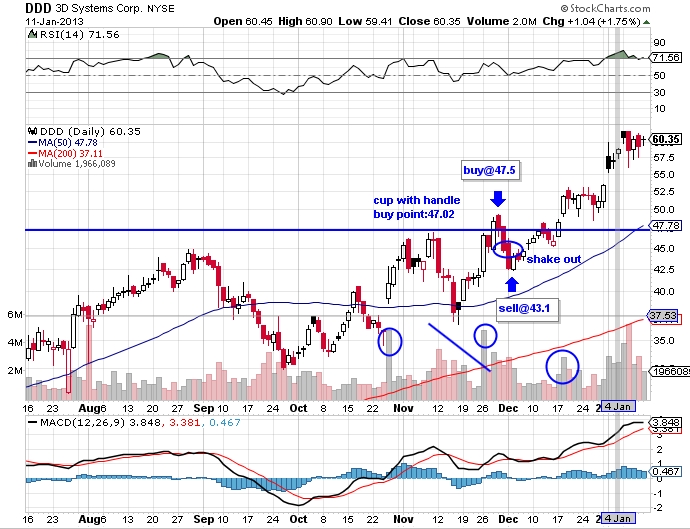 DDD 3D Systems Corp. NYSE
© StockCharts.com
11-Jan-2013
Open 60.45 High 60.90 Low 59.41 Close 60.35 Volume 2.0M Chg +1.04 (+1.75%)
RSI(14) 71.56
90
71.56
50
30
10
DDD (Daily) 60.35
MA(50) 47.78
MA(200) 37.11
Volume 1,966,089
60.35
57.5
55.0
52.5
50.0
47.78
45.0
42.5
40.0
37.53
35.0
32.5
1966089
6M
4M
2M
buy@47.5
cup with handle
buy point:47.02
shake out
sell@43.1
16 23 Aug6 13 20 27 Sep 10 17 24 Oct 8 15 22 Nov 12 19 26 Dec 10 17 24 4 Jan
MACD(12,26,9) 3.848, 3.381, 0.467
3.848
3.381
2
1
0.467
-1
16 23 Aug6 13 20 27 Sep 10 17 24 Oct 8 15 22 Nov 12 19 26 Dec 10 17 24 4 Jan